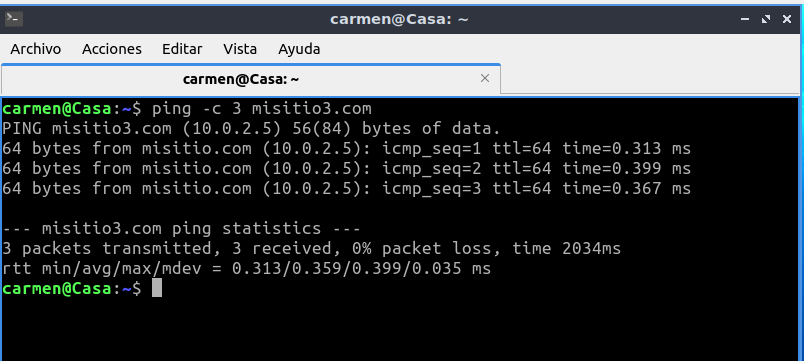 carmen@Casa: ~
Archivo Acciones Editar Vista Ayuda
carmen@Casa: ~
carmen@Casa:~$ ping -c 3 misitio3.com
PING misitio3.com (10.0.2.5) 56(84) bytes of data.
64 bytes from misitio.com (10.0.2.5): icmp_seq=1 ttl=64 time=0.313 ms
64 bytes from misitio.com (10.0.2.5): icmp_seq=2 ttl=64 time=0.399 ms
64 bytes from misitio.com (10.0.2.5): icmp_seq=3 ttl=64 time=0.367 ms
--- misitio3.com ping statistics ---
3 packets transmitted, 3 received, 0% packet loss, time 2034ms
rtt min/avg/max/mdev = 0.313/0.359/0.399/0.035 ms
carmen@Casa:~$